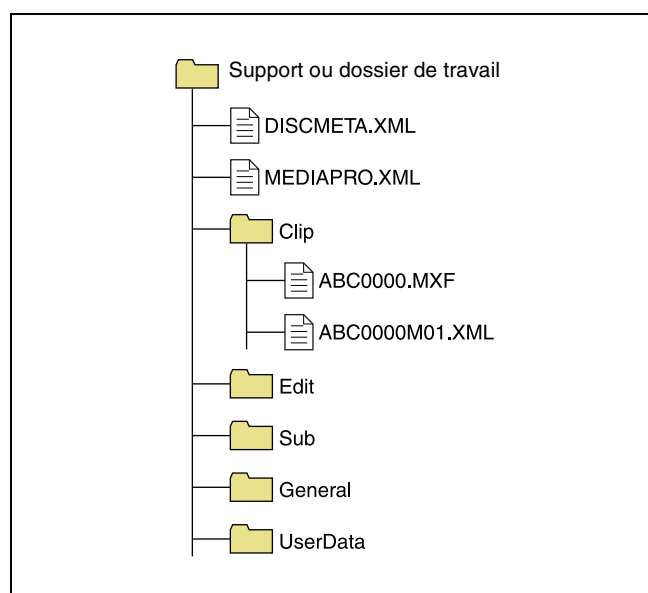 Support ou dossier de travail
DISCMETA.XML
MEDIAPRO.XML
Clip
ABC0000.MXF
ABC0000M01.XML
Edit
Sub
General
UserData